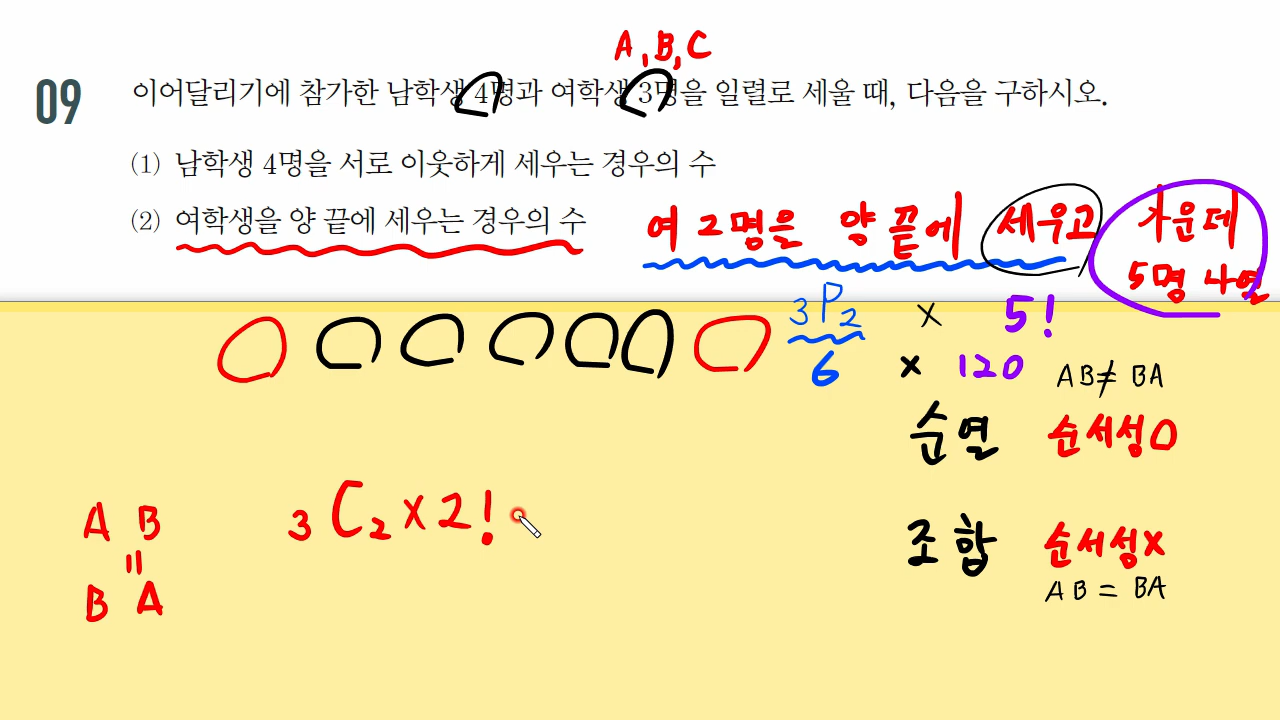 A, B, C
09 이어달리기에 참가한 남학생 4명과 여학생 3명을 일렬로 세울 때, 다음을 구하시오.
(1) 남학생 4명을 서로 이웃하게 세우는 경우의 수
(2) 여학생을 양 끝에 세우는 경우의 수
여 2명을 양 끝에 세우고 가운데
5명 나열
₃P₂ × 5!
6 × 120
AB ≠ BA
순열 순서성O
₃C₂ × 2!
A B
=
B A
조합 순서성X
AB = BA